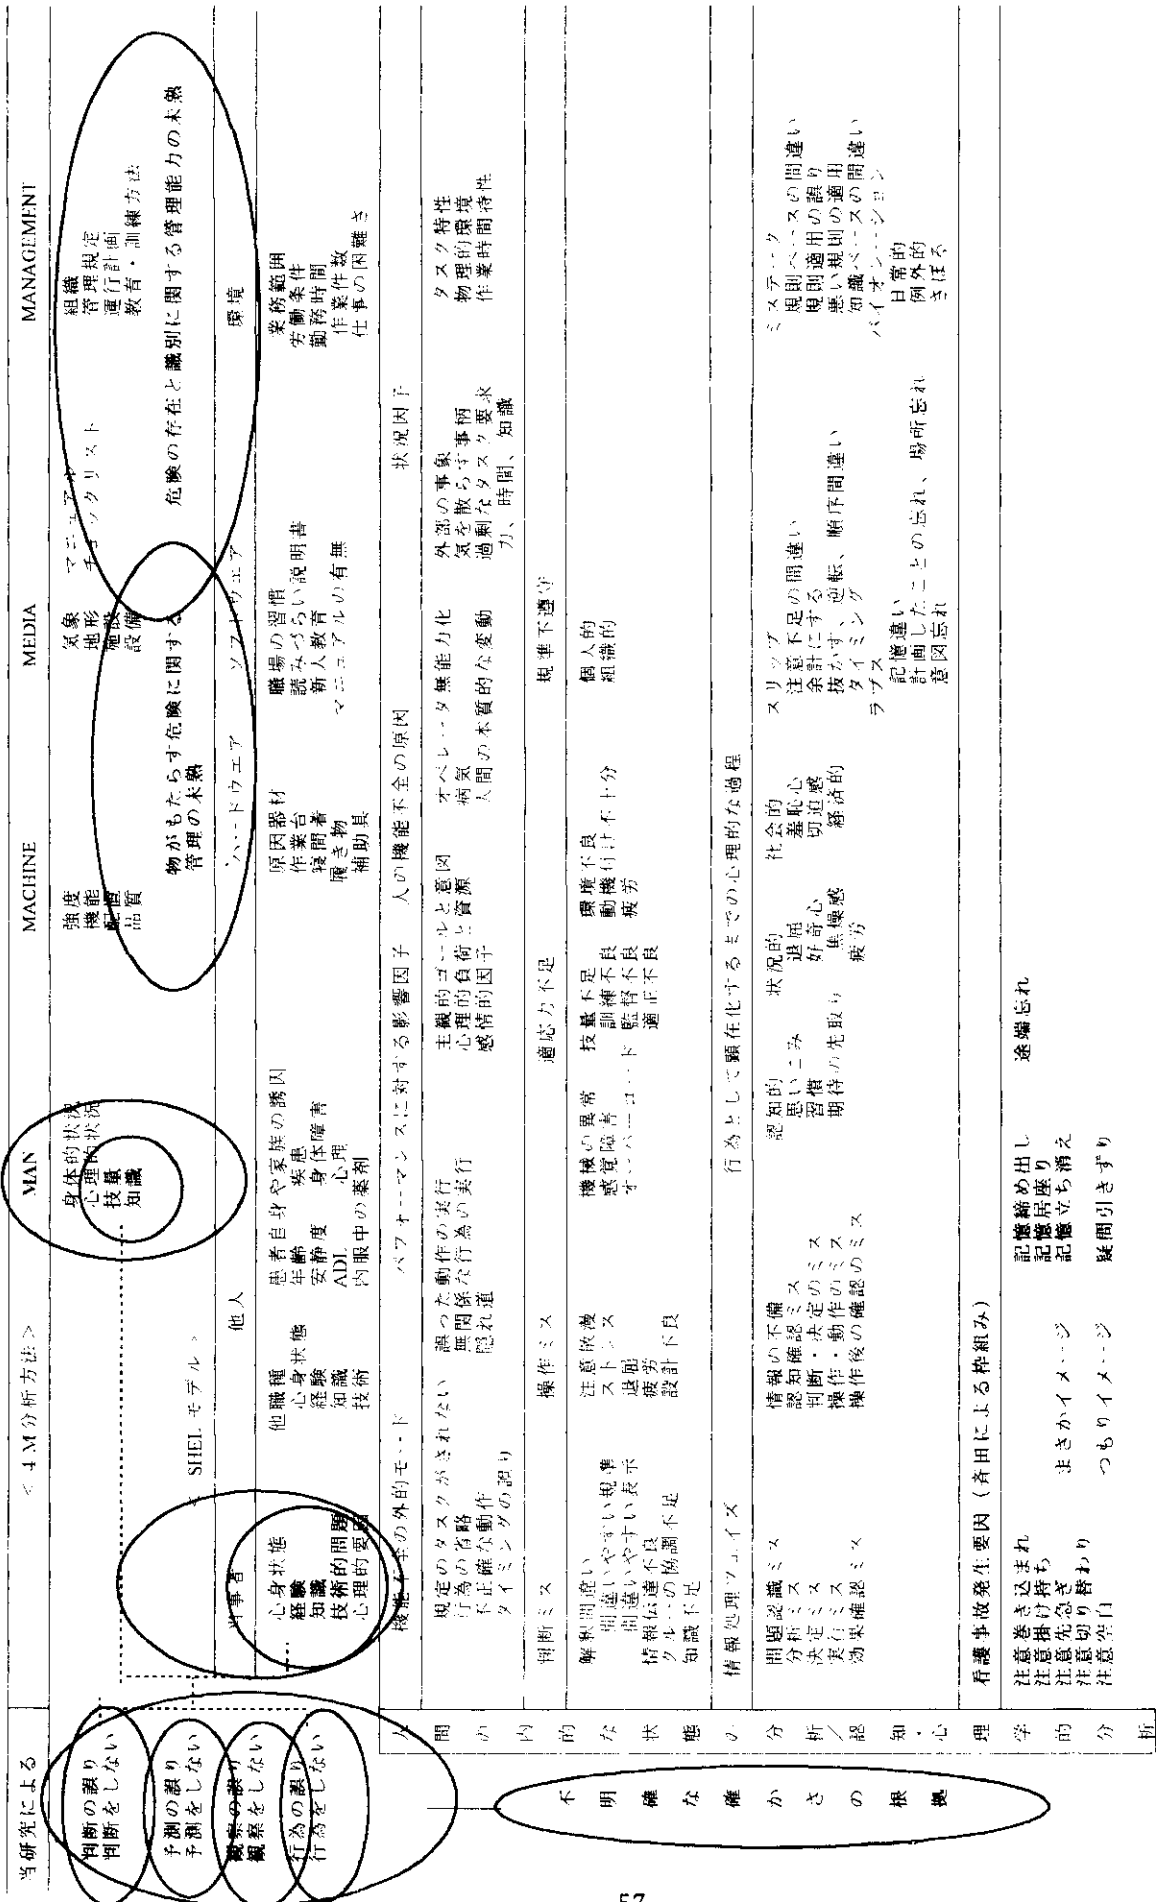 当研究による
＜4M分析方法＞
MAN
MACHINE
MEDIA
MANAGEMENT
判断の誤り
判断をしない
予測の誤り
予測をしない
観察の誤り
観察をしない
行為の誤り
行為をしない
身体的状況
心理的状況
技量
知識
強度
機能
配置
品質
気象
地形
施設
設備
マニュアル
チェックリスト
組織
管理規定
運行計画
教育・訓練方法
物がもたらす危険に関する
管理の未熟
危険の存在と識別に関する管理能力の未熟
SHEL モデル＞
当事者
他人
ハードウエア
ソフトウエア
環境
心身状態
経験
知識
技術的問題
心理的要因
他職種
心身状態
経験
知識
技術
患者自身や家族の誘因
年齢 疾患
安静度 身体障害
ADL 心理
内服中の薬剤
原因器材
作業台
寝間着
履き物
補助具
職場の習慣
読みづらい説明書
新人教育
マニュアルの有無
業務範囲
労働条件
勤務時間
作業件数
仕事の困難さ
人間の内的な状態の分析／認知・心理学的分析
機能不全の外的モード
パフォーマンスに対する影響因子
人の機能不全の原因
状況因子
規定のタスクがされない
行為の省略
不正確な動作
タイミングの誤り
誤った動作の実行
無関係な行為の実行
隠れ道
主観的ゴールと意図
心理的負荷と資源
感情的因子
オペレータ無能力化
病気
人間の本質的な変動
外部の事象
気を散らす事柄
過剰なタスク要求
力、時間、知識
タスク特性
物理的環境
作業時間特性
判断ミス
操作ミス
適応力不足
規準不遵守
解釈間違い
間違いやすい規準
間違いやすい表示
情報伝達不良
グループの協調不足
知識不足
注意散漫
ストレス
退屈
疲労
設計不良
機械の異常
感覚障害
オーバーロード
技量不足
訓練不良
監督不良
適正不良
環境不良
動機付け不十分
疲労
個人的
組織的
情報処理フェイズ
行為として顕在化するまでの心理的な過程
問題認識ミス
分析ミス
決定ミス
実行ミス
効果確認ミス
情報の不備
認知確認ミス
判断・決定のミス
操作・動作のミス
操作後の確認のミス
認知的
思いこみ
習慣
期待の先取り
状況的
退屈
好奇心
焦燥感
疲労
社会的
羞恥心
切迫感
経済的
スリップ
注意不足の間違い
余計にする
抜かす、逆転、順序間違い
タイミング
ラプス
記憶違い
計画したことの忘れ、場所忘れ
意図忘れ
ミステーク
規則ベースの間違い
規則適用の誤り
悪い規則の適用
知識ベースの間違い
バイオレーション
日常的
例外的
さぼる
看護事故発生要因（斉田による枠組み）
注意巻き込まれ
注意掛け持ち
注意先急ぎ
注意切り替わり
注意空白
まさかイメージ
つもりイメージ
記憶締め出し
記憶居座り
記憶立ち消え
疑問引きずり
途端忘れ
不明確な確かさの根拠
57